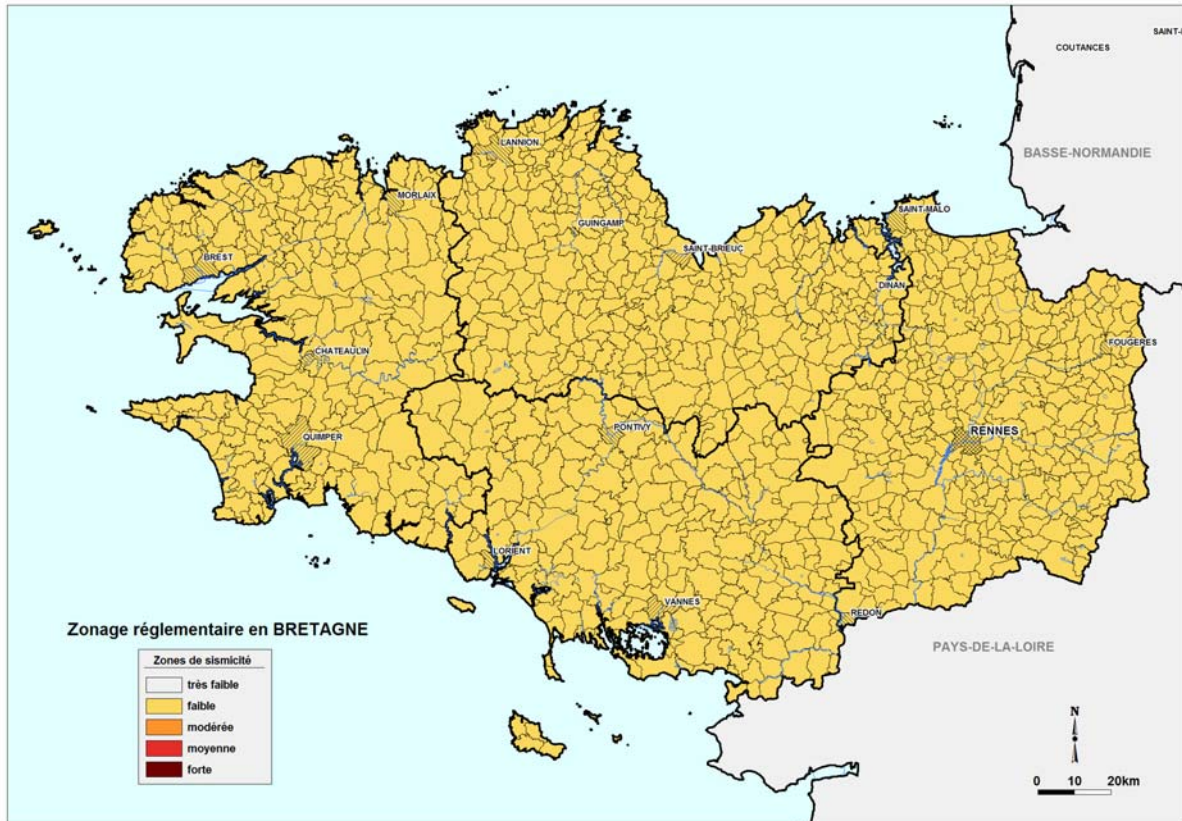 COUTANCES
BASSE-NORMANDIE
LANNION
MORLAIX
GUINGAMP
SAINT-MALO
SAINT-BRIEUC
BREST
DINAN
CHATEAULIN
FOUGERES
QUIMPER
PONTIVY
RENNES
LORIENT
VANNES
REDON
PAYS-DE-LA-LOIRE
Zonage réglementaire en BRETAGNE
Zones de sismicité
très faible
faible
modérée
moyenne
forte
N
0 10 20km